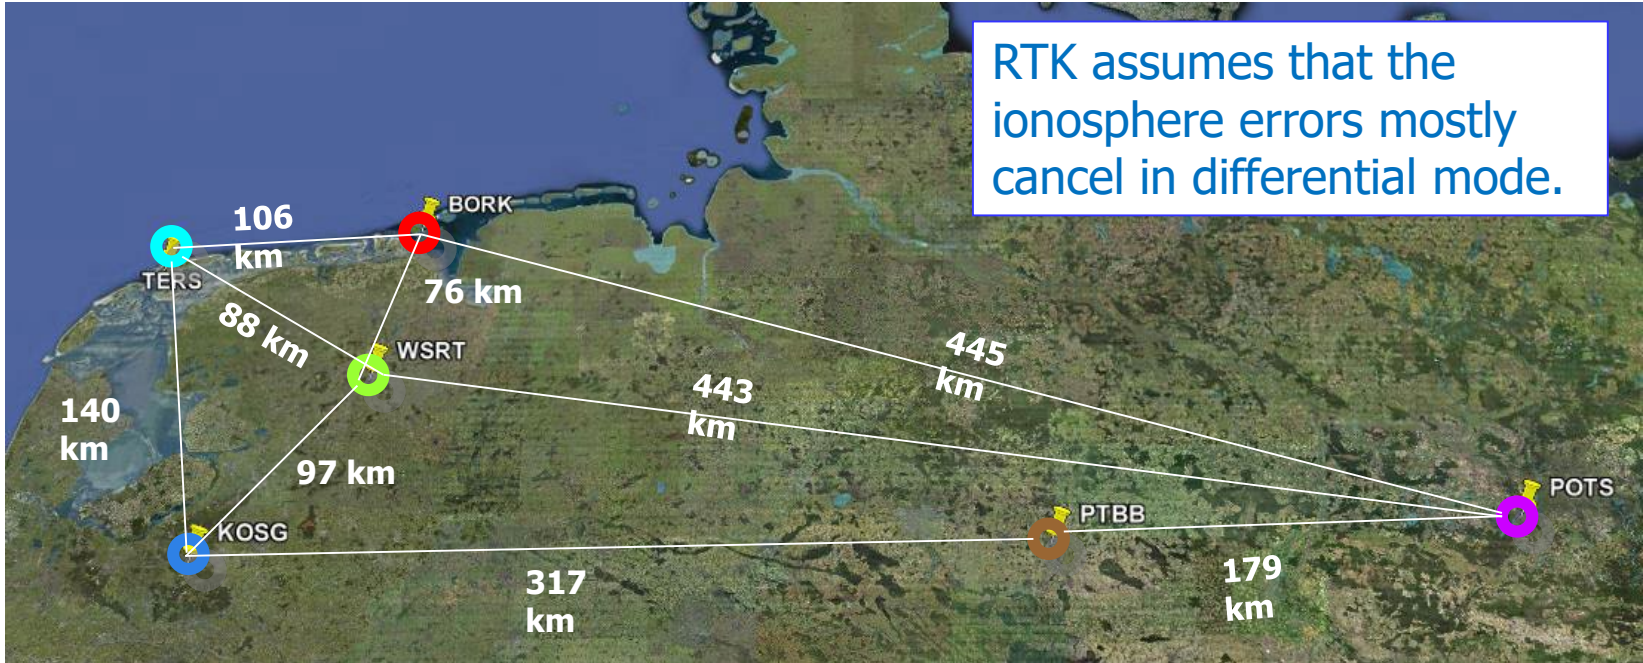 RTK assumes that the
ionosphere errors mostly
cancel in differential mode.
BORK
106
km
TERS
76 km
88 km
WSRT
445
km
443
km
140
km
97 km
POTS
PTBB
KOSG
317
km
179
km